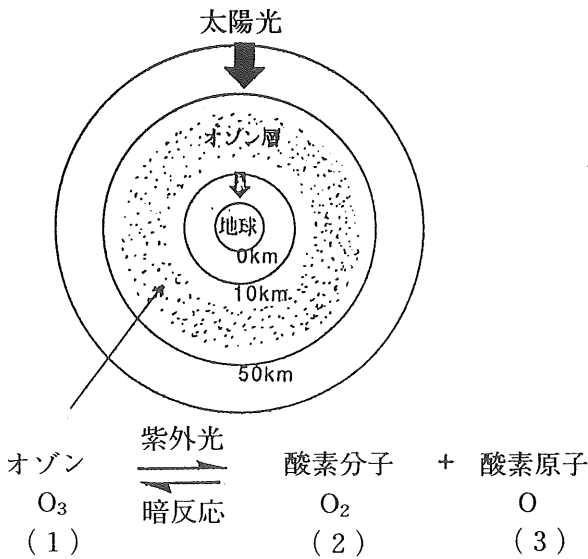 太陽光
オゾン層
地球
0km
10km
50km
オゾン 紫外光 酸素分子 + 酸素原子
O₃ 暗反応 O₂ O
(1) (2) (3)